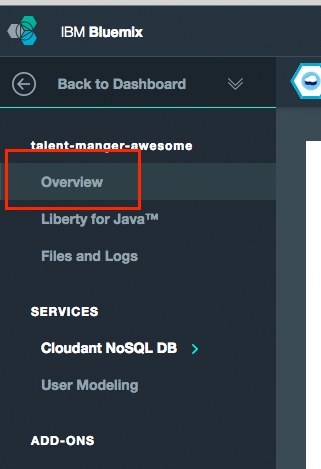 IBM Bluemix
Back to Dashboard
talent-manger-awesome
Overview
Liberty for Java™
Files and Logs
SERVICES
Cloudant NoSQL DB
User Modeling
ADD-ONS